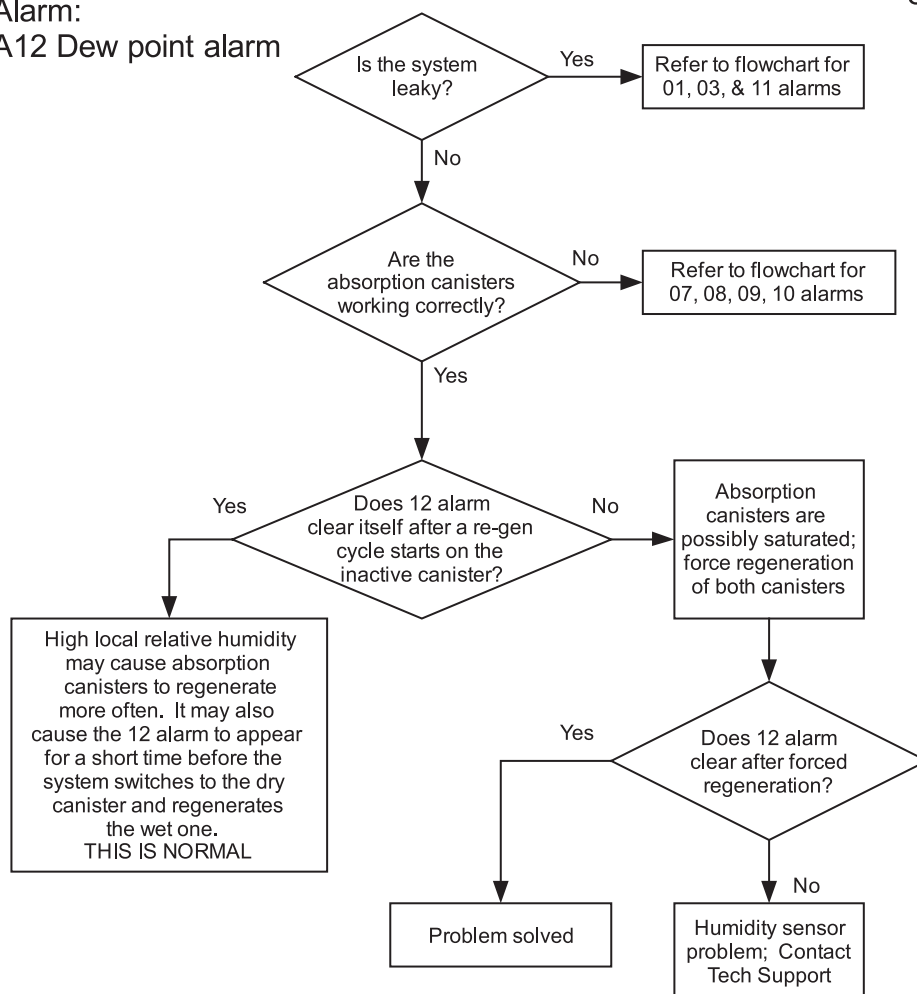 Alarm:
A12 Dew point alarm
Is the system
leaky?
Yes
Refer to flowchart for
01, 03, & 11 alarms
No
Are the
absorption canisters
working correctly?
No
Refer to flowchart for
07, 08, 09, 10 alarms
Yes
Does 12 alarm
clear itself after a re-gen
cycle starts on the
inactive canister?
Yes
No
Absorption
canisters are
possibly saturated;
force regeneration
of both canisters
High local relative humidity
may cause absorption
canisters to regenerate
more often. It may also
cause the 12 alarm to appear
for a short time before the
system switches to the dry
canister and regenerates
the wet one.
THIS IS NORMAL
Does 12 alarm
clear after forced
regeneration?
Yes
Problem solved
No
Humidity sensor
problem; Contact
Tech Support